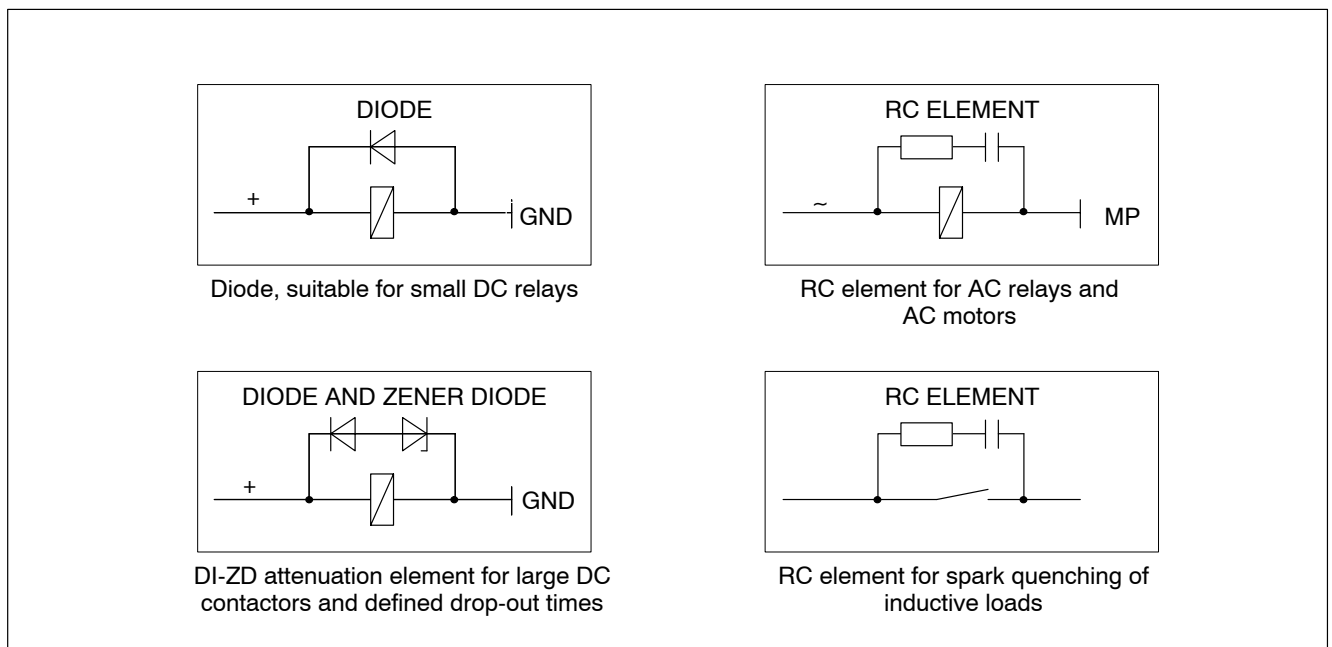 DIODE
+
GND
Diode, suitable for small DC relays
RC ELEMENT
~
MP
RC element for AC relays and
AC motors
DIODE AND ZENER DIODE
+
GND
DI-ZD attenuation element for large DC
contactors and defined drop-out times
RC ELEMENT
RC element for spark quenching of
inductive loads